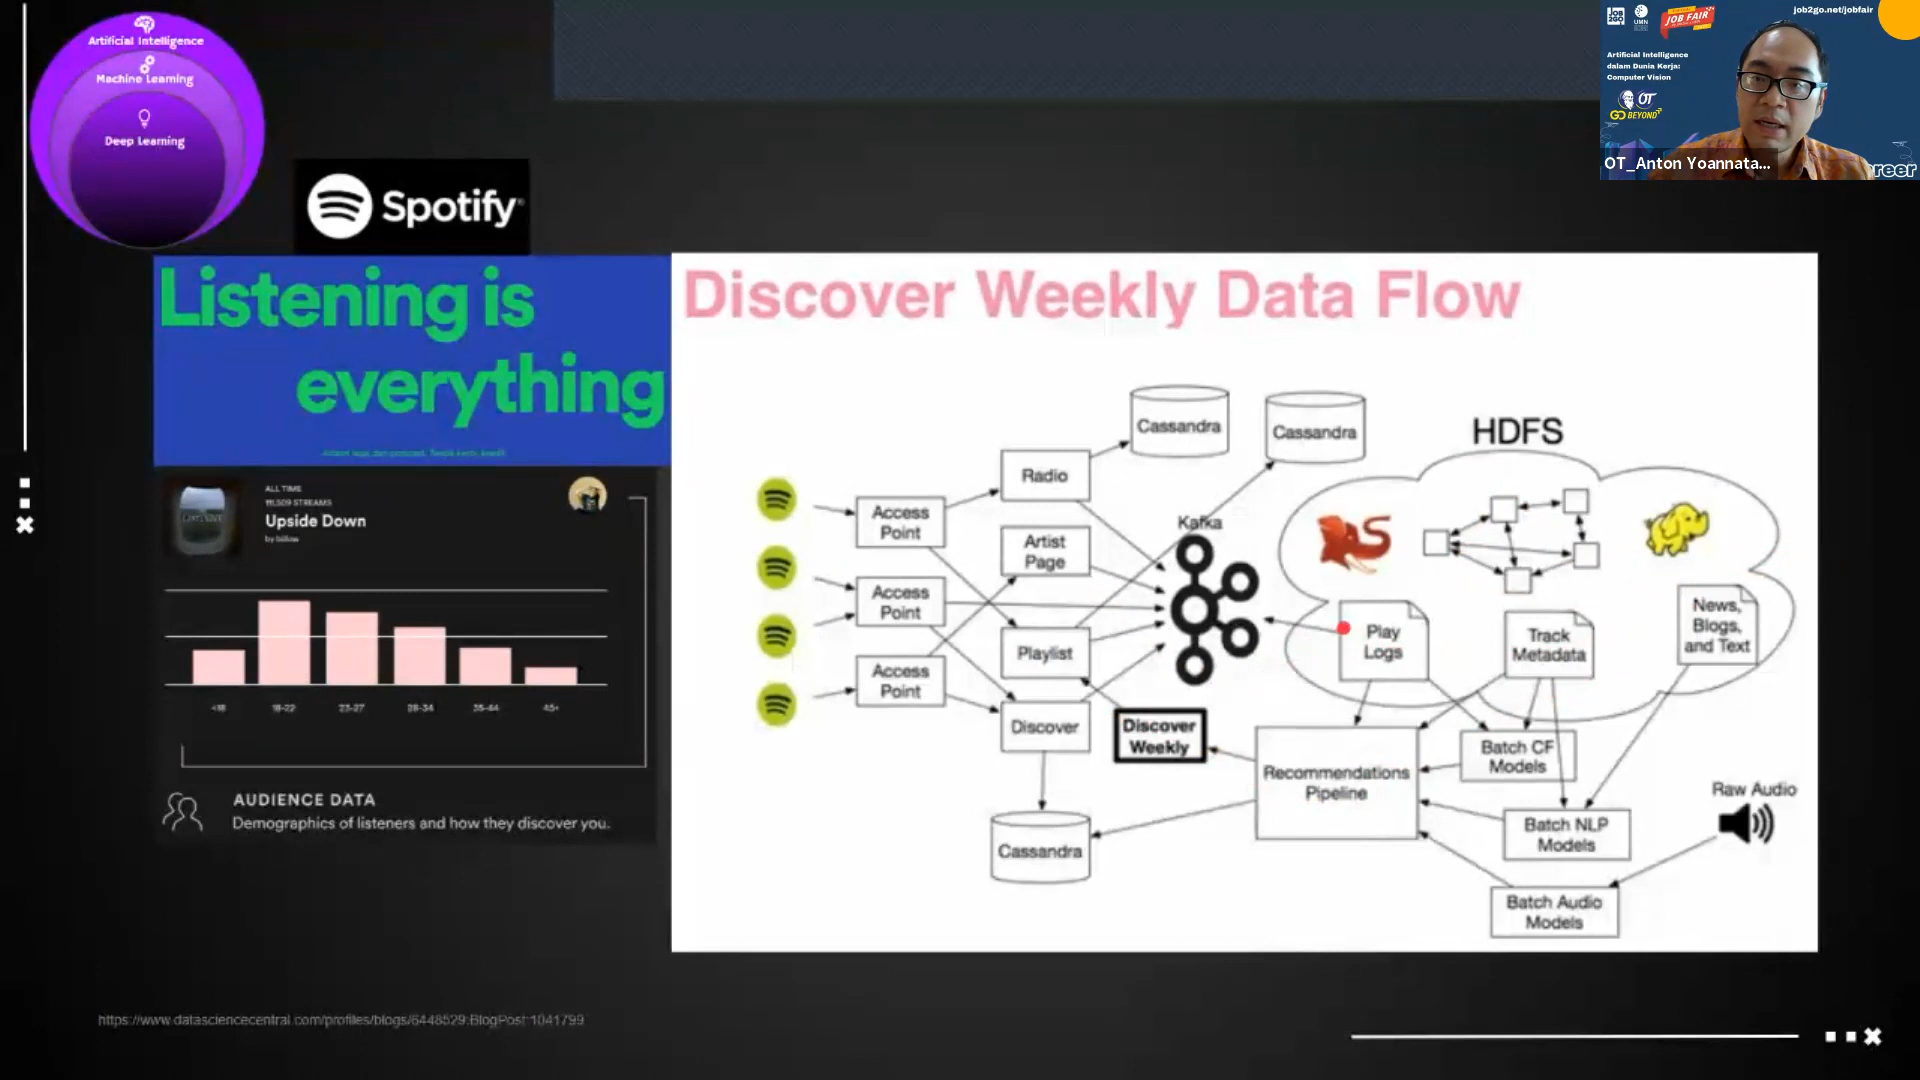 Artificial Intelligence
Machine Learning
Deep Learning
Spotify
Listening is
everything
ALL TIME
111,509 STREAMS
Upside Down
<18
18-22
23-27
28-34
35-44
45+
AUDIENCE DATA
Demographics of listeners and how they discover you.
Discover Weekly Data Flow
Cassandra
Cassandra
HDFS
Radio
Access
Point
Artist
Page
Kafka
Access
Point
Playlist
Access
Point
Play
Logs
Track
Metadata
News,
Blogs,
and Text
Discover
Discover
Weekly
Recommendations
Pipeline
Batch CF
Models
Batch NLP
Models
Raw Audio
Cassandra
Batch Audio
Models
https://www.datasciencecentral.com/profiles/blogs/6448529:BlogPost:1041799
JOB
2GO
UMN
JOB FAIR
job2go.net/jobfair
Artificial Intelligence
dalam Dunia Kerja:
Computer Vision
OT
GO BEYOND
OT_Anton Yoannata...
reer